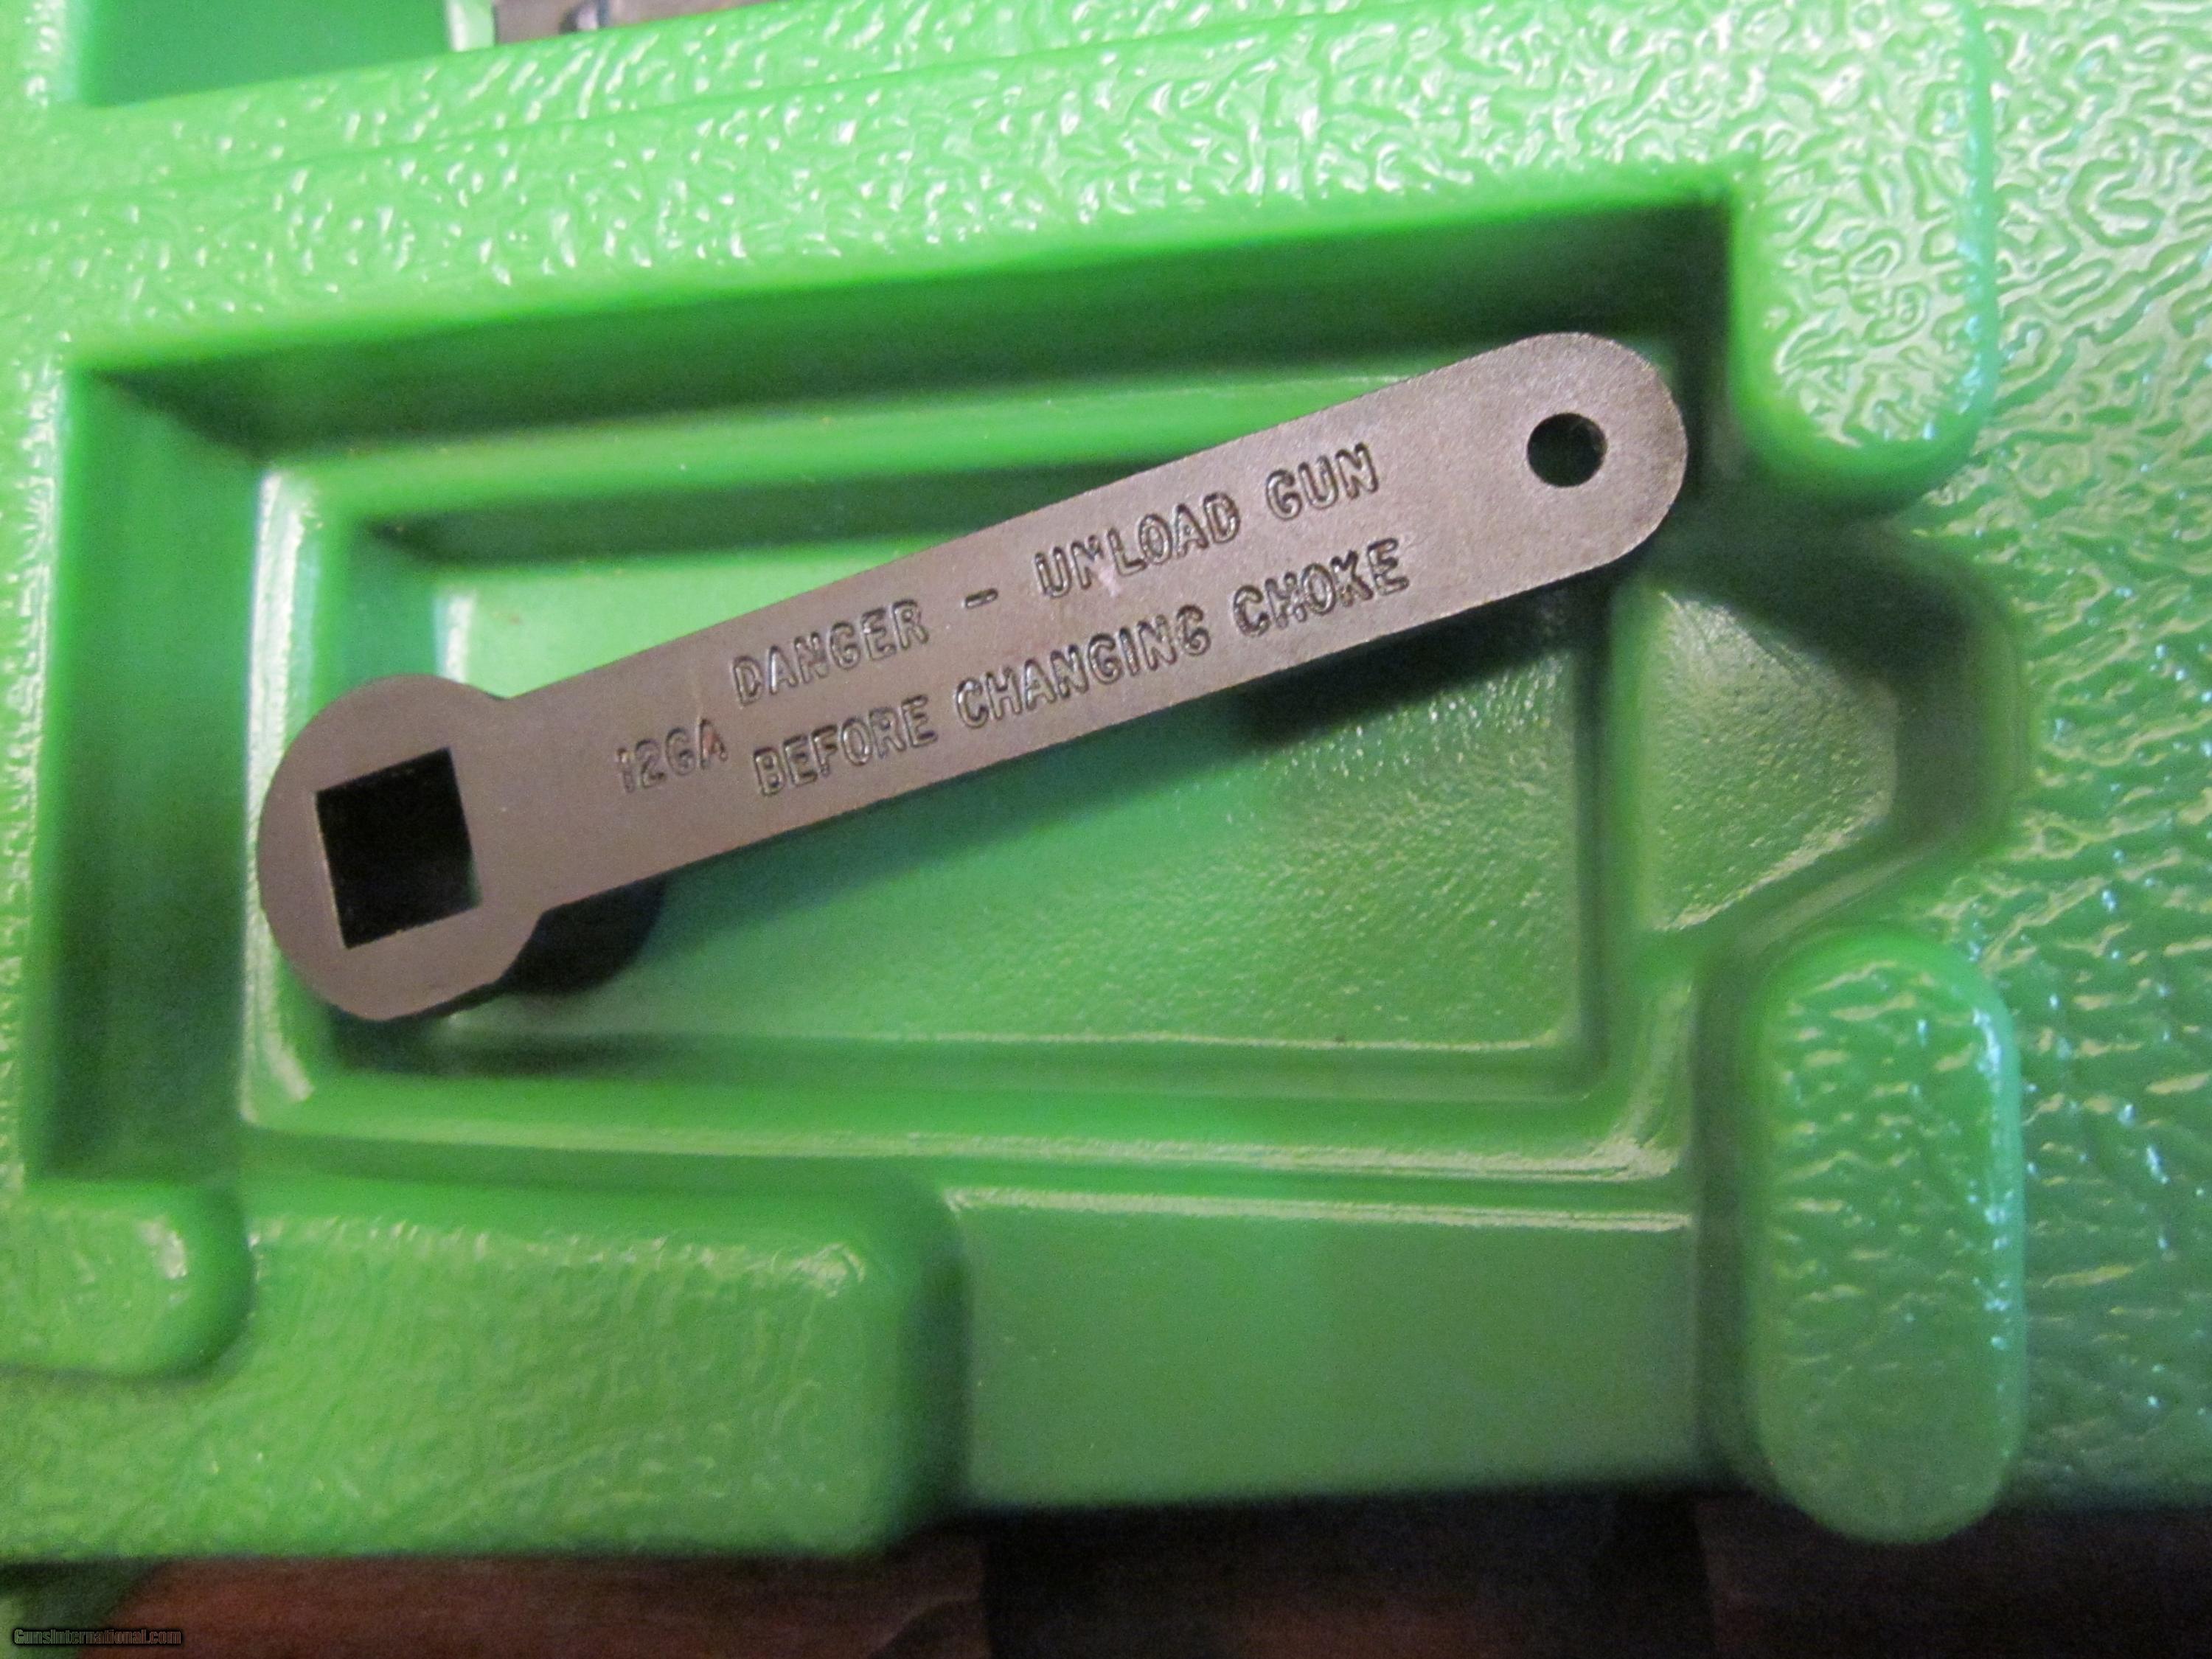 DANGER - UNLOAD GUN
12GA BEFORE CHANGING CHOKE
GunsInternational.com